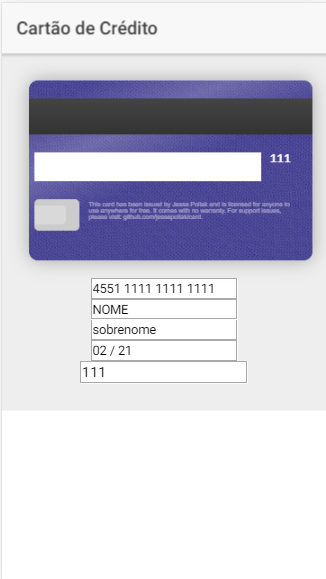 Cartão de Crédito
111
This card has been issued by Jesse Pollak and is licensed for anyone to
use anywhere for free. It comes with no warranty. For support issues,
please visit: github.com/jessepollak/card.
4551 1111 1111 1111
NOME
sobrenome
02 / 21
111